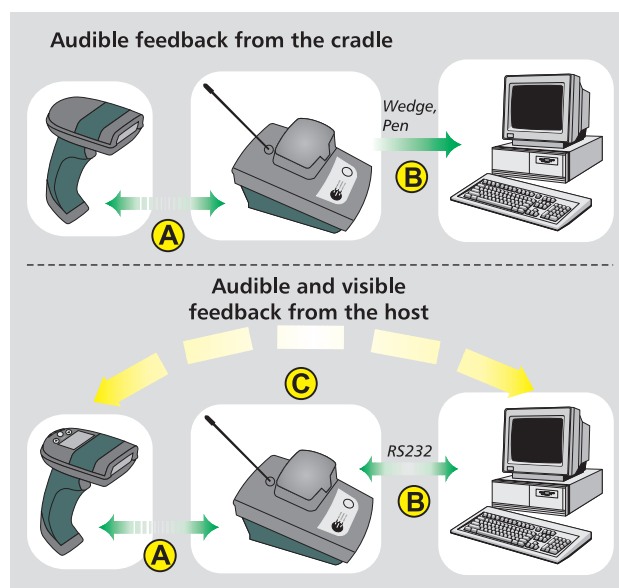 Audible feedback from the cradle
Wedge,
Pen
B
A
Audible and visible
feedback from the host
C
RS232
B
A